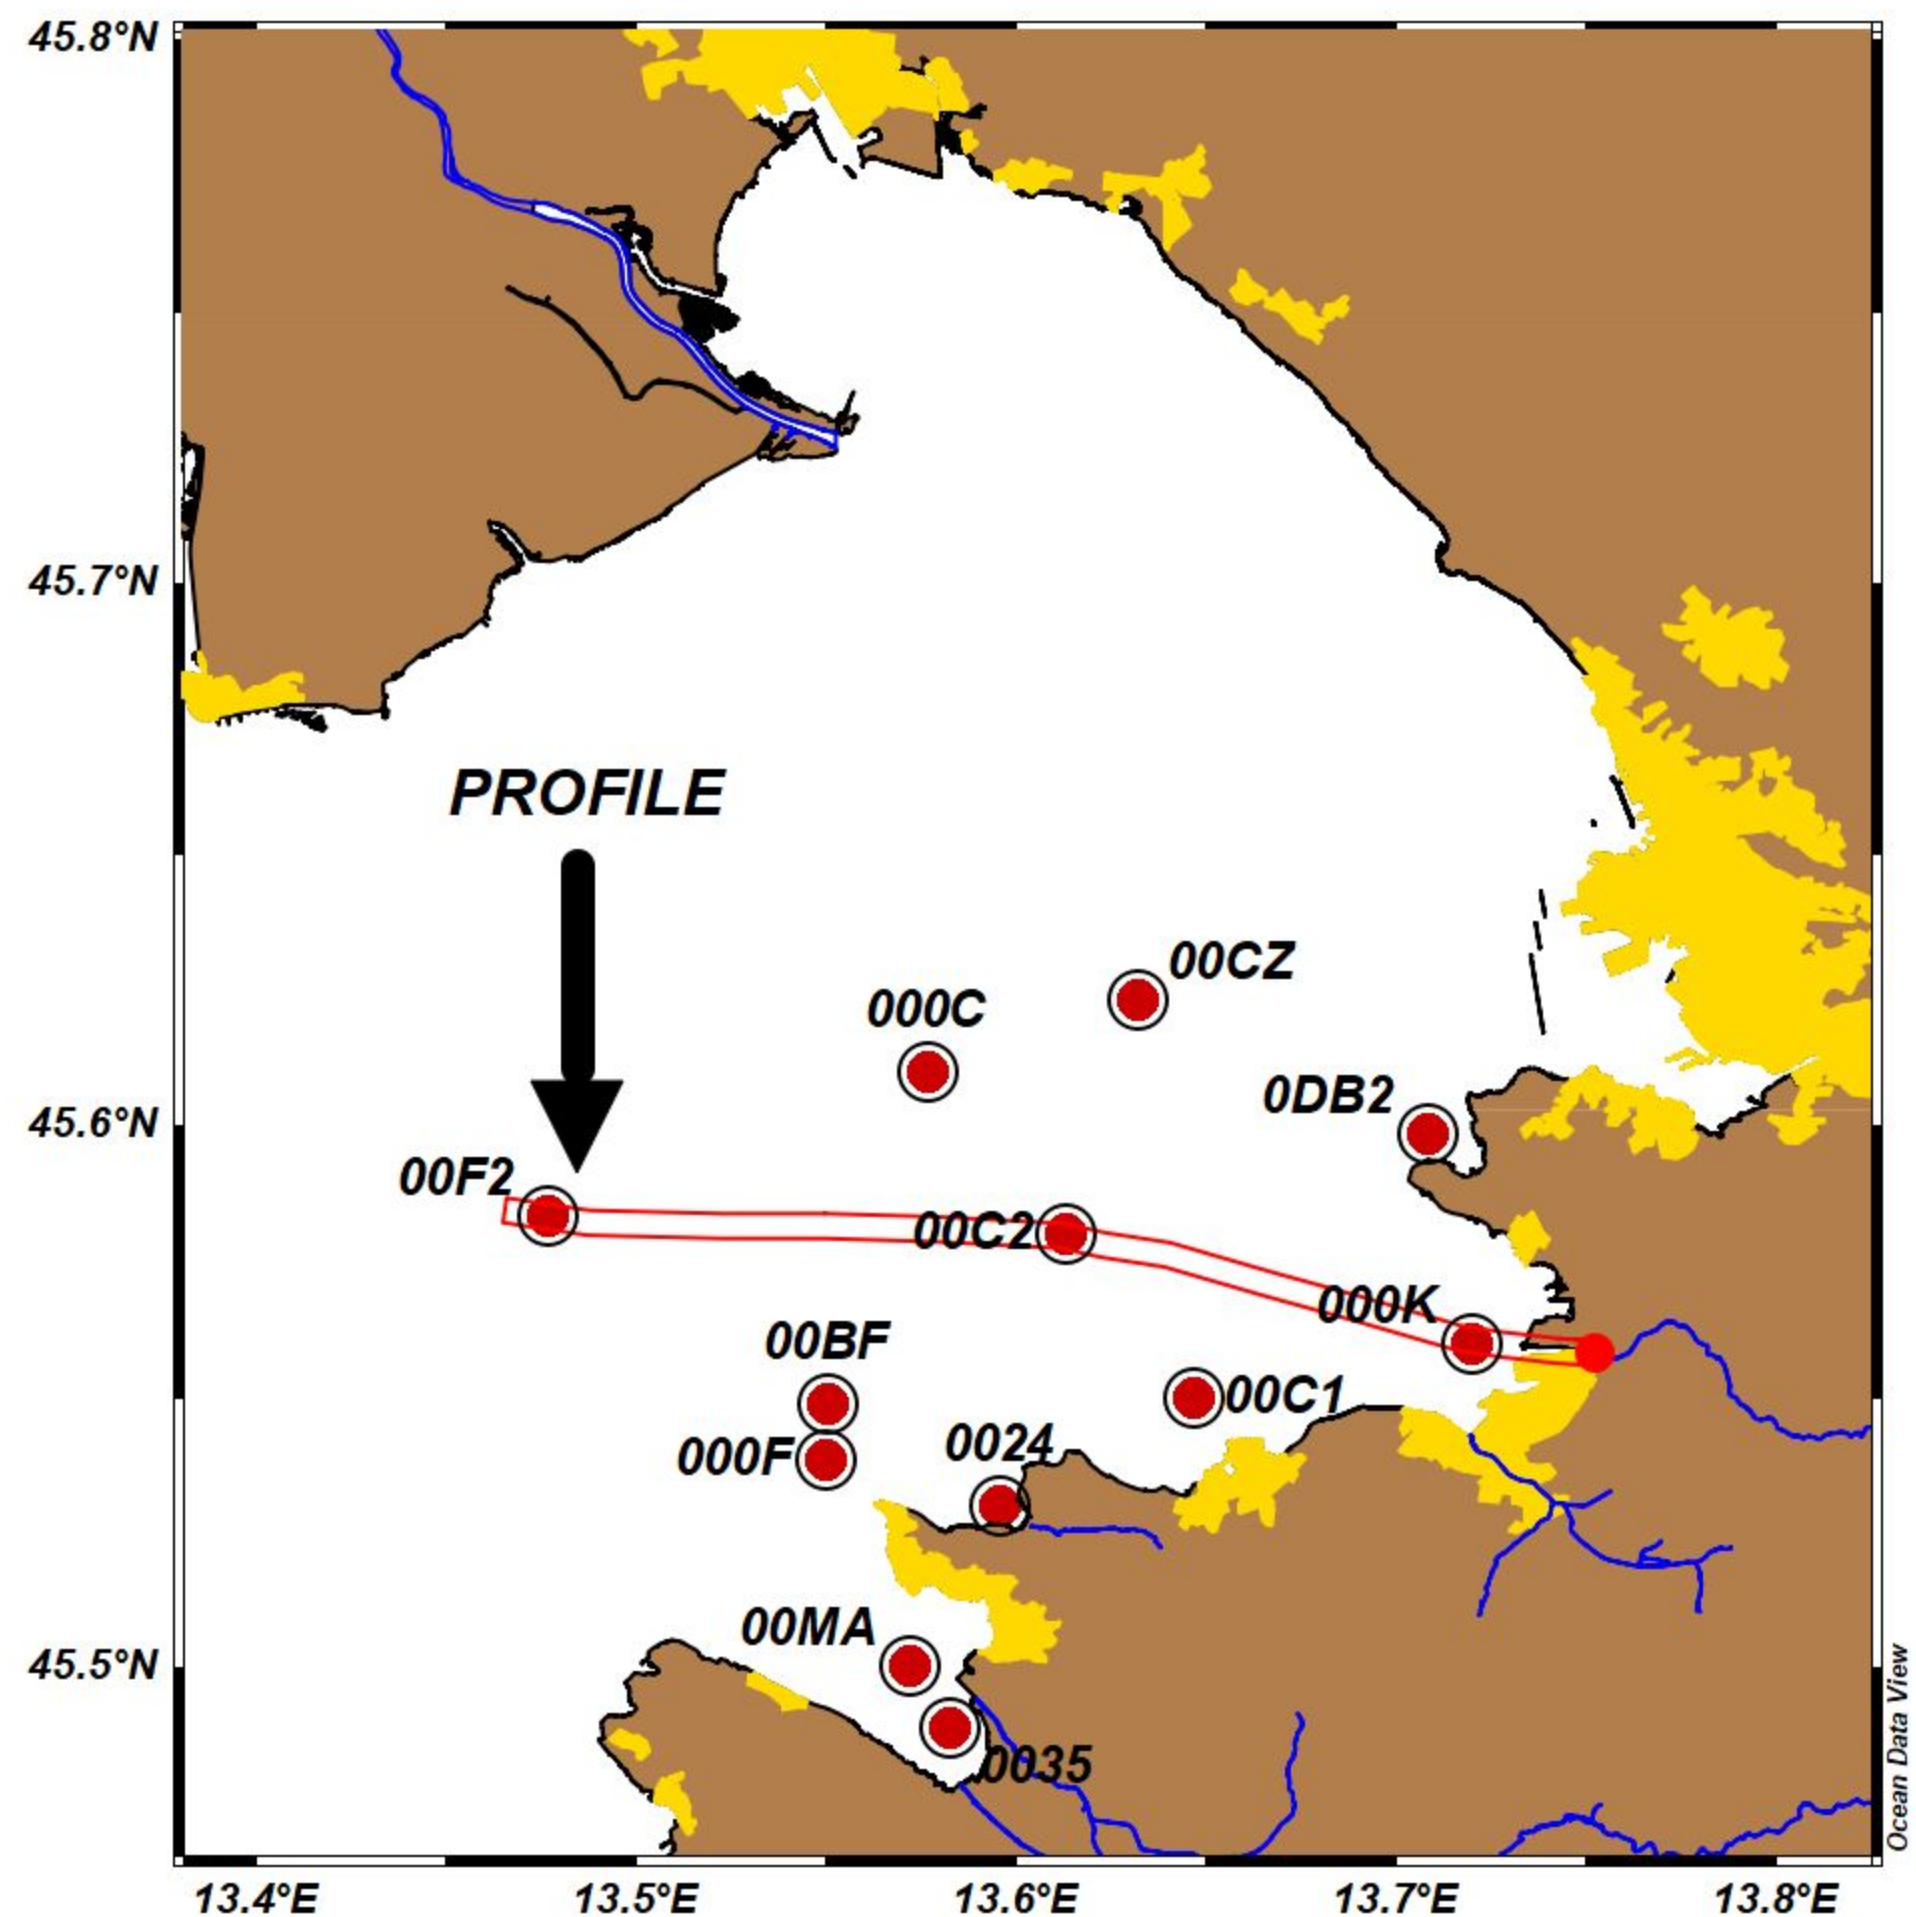 45.8°N
45.7°N
PROFILE
00CZ
000C
0DB2
45.6°N
00F2
00C2
000K
00BF
00C1
000F
0024
00MA
45.5°N
0035
Ocean Data View
13.4°E
13.5°E
13.6°E
13.7°E
13.8°E